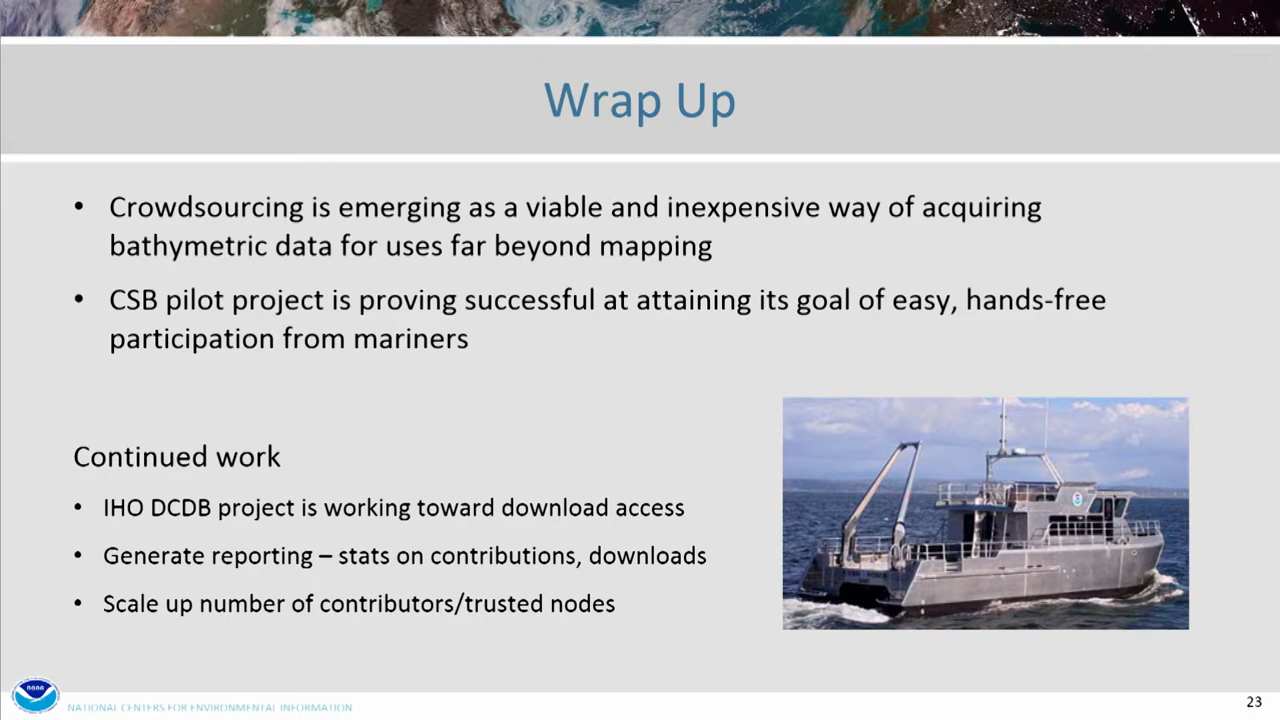 Wrap Up
• Crowdsourcing is emerging as a viable and inexpensive way of acquiring
bathymetric data for uses far beyond mapping
• CSB pilot project is proving successful at attaining its goal of easy, hands-free
participation from mariners
Continued work
• IHO DCDB project is working toward download access
• Generate reporting – stats on contributions, downloads
• Scale up number of contributors/trusted nodes
NOAA
NATIONAL CENTERS FOR ENVIRONMENTAL INFORMATION
23